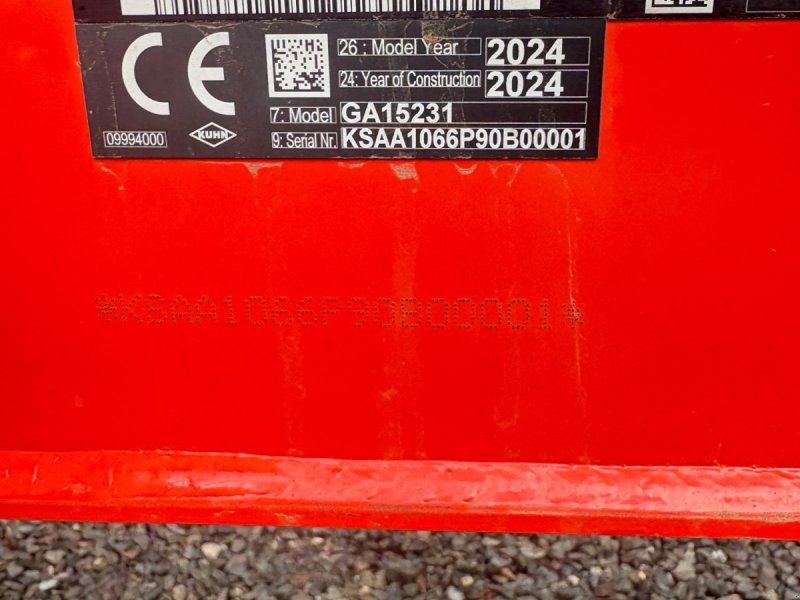 26 : Model Year 2024
24: Year of Construction 2024
7: Model GA15231
9: Serial Nr. KSAA1066P90B00001
CE
09994000 KUHN
*KSAA1066P90B00001*